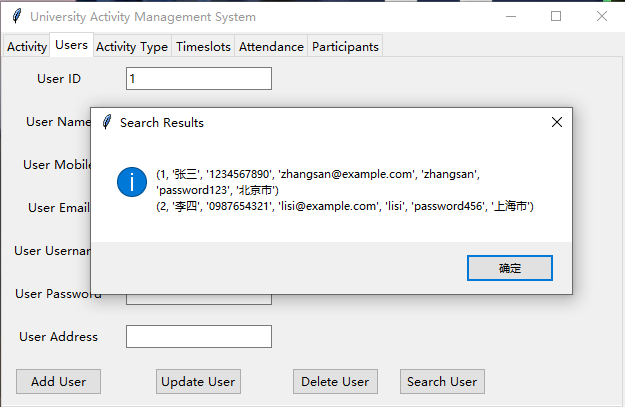 University Activity Management System
Activity Users Activity Type Timeslots Attendance Participants
User ID 1
User Name
Search Results
User Mobile
(1, '张三', '1234567890', 'zhangsan@example.com', 'zhangsan',
'password123', '北京市')
(2, '李四', '0987654321', 'lisi@example.com', 'lisi', 'password456', '上海市')
User Email
User Usernam
确定
User Password
User Address
Add User Update User Delete User Search User